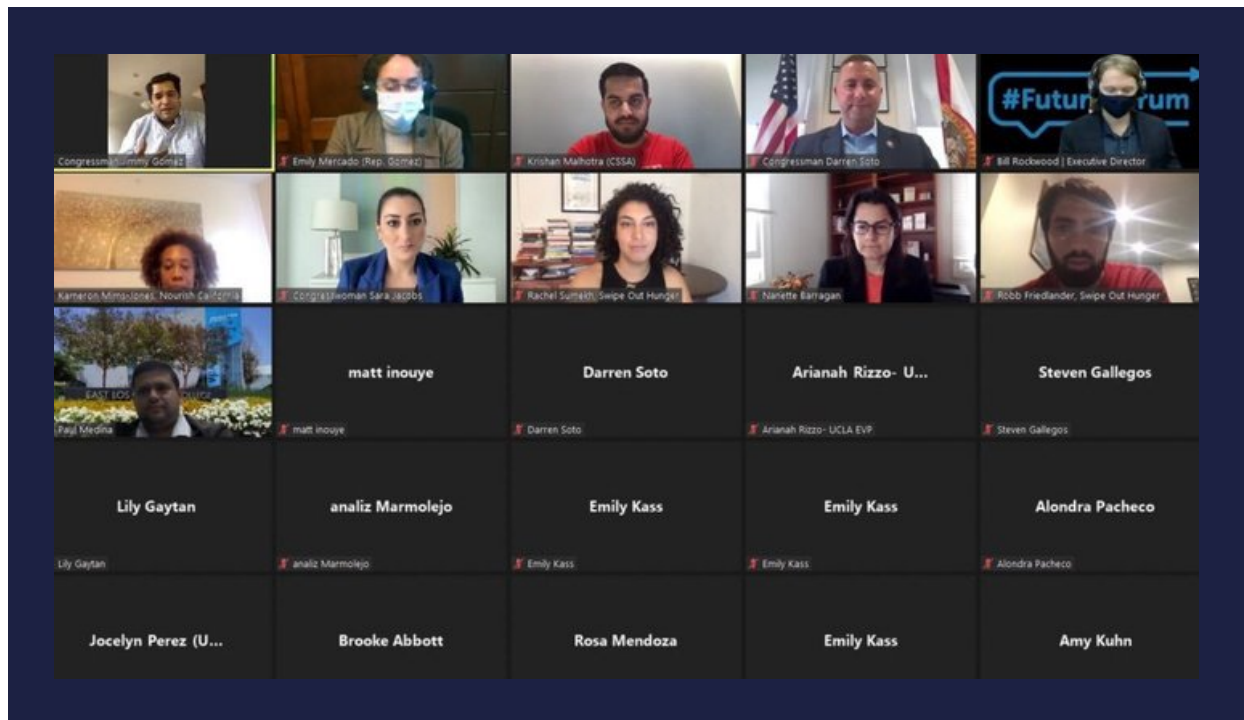 Congressman Jimmy Gomez
Emily Mercado (Rep. Gomez)
Krishan Malhotra (CSSA)
Congressman Darren Soto
#Futur rum
Bill Rockwood | Executive Director
Kameron Mims-Jones, Nourish California
Congresswoman Sara Jacobs
Rachel Sumekh, Swipe Out Hunger
Nanette Barragan
Robb Friedlander, Swipe Out Hunger
EAST LOS
Paul Medina
matt inouye
matt inouye
Darren Soto
Darren Soto
Arianah Rizzo- U...
Arianah Rizzo- UCLA EVP
Steven Gallegos
Steven Gallegos
Lily Gaytan
Lily Gaytan
analiz Marmolejo
analiz Marmolejo
Emily Kass
Emily Kass
Emily Kass
Emily Kass
Alondra Pacheco
Alondra Pacheco
Jocelyn Perez (U...
Brooke Abbott
Rosa Mendoza
Emily Kass
Amy Kuhn